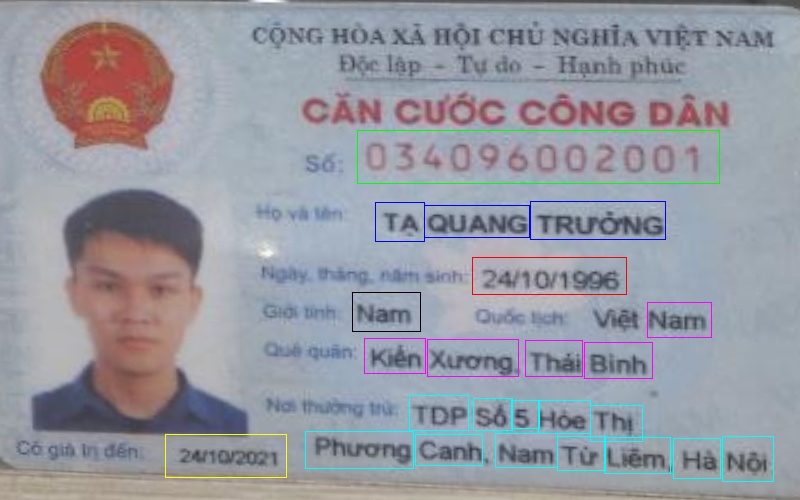 CỘNG HÒA XÃ HỘI CHỦ NGHĨA VIỆT NAM
Độc lập - Tự do - Hạnh phúc
CĂN CƯỚC CÔNG DÂN
Số: 034096002001
Họ và tên: TẠ QUANG TRƯỞNG
Ngày, tháng, năm sinh: 24/10/1996
Giới tính: Nam Quốc tịch: Việt Nam
Quê quán: Kiến Xương, Thái Bình
Nơi thường trú: TDP Số 5 Hòe Thị
Phương Canh, Nam Từ Liêm, Hà Nội
Có giá trị đến: 24/10/2021